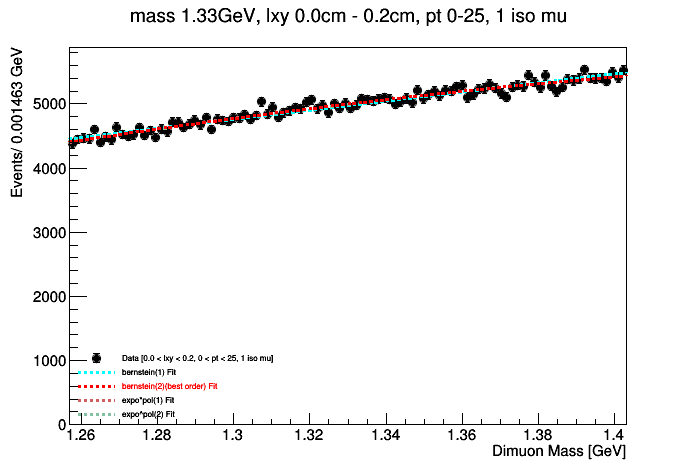 mass 1.33GeV, lxy 0.0cm - 0.2cm, pt 0-25, 1 iso mu
Events/ 0.001463 GeV
5000
4000
3000
2000
1000
0
Data [0.0 < lxy < 0.2, 0 < pt < 25, 1 iso mu]
bernstein(1) Fit
bernstein(2)(best order) Fit
expo*pol(1) Fit
expo*pol(2) Fit
1.26 1.28 1.3 1.32 1.34 1.36 1.38 1.4
Dimuon Mass [GeV]